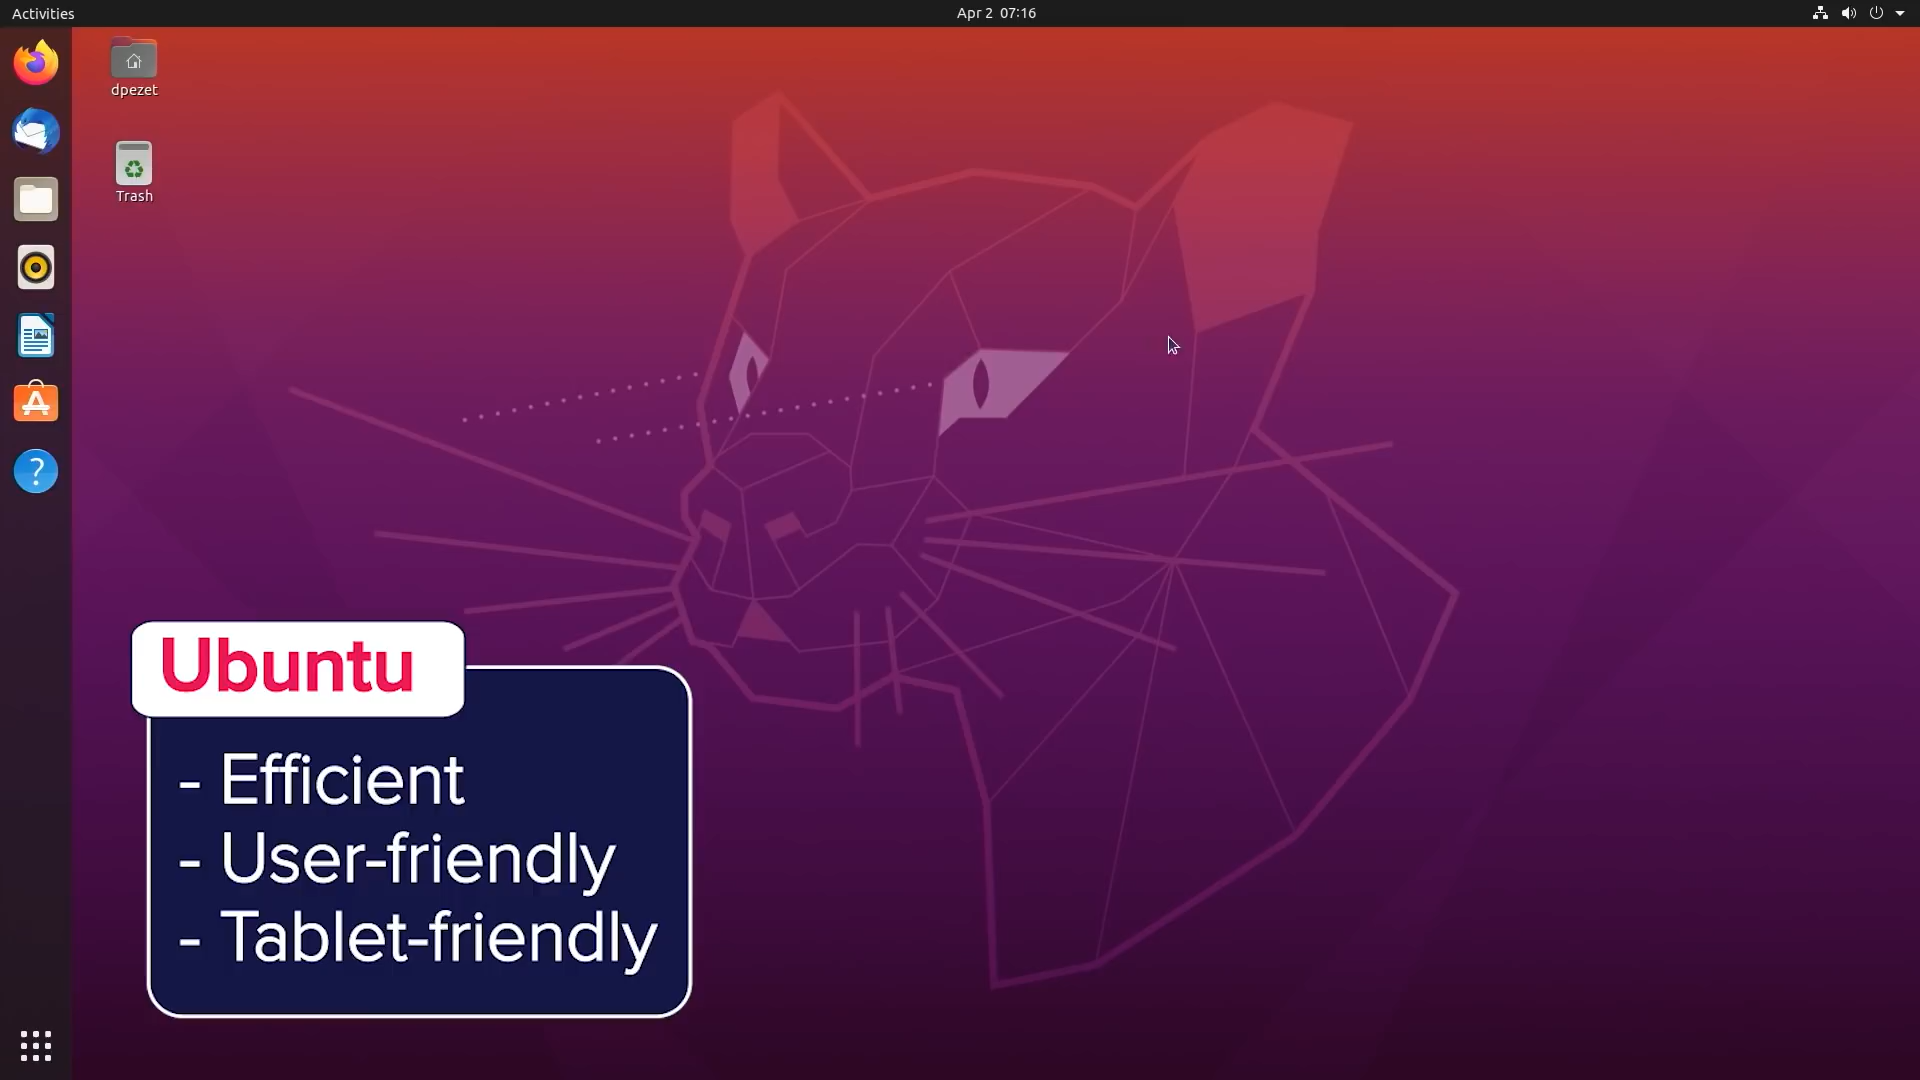 Activities
Apr 2 07:16
dpezet
Trash
?
Ubuntu
- Efficient
- User-friendly
- Tablet-friendly